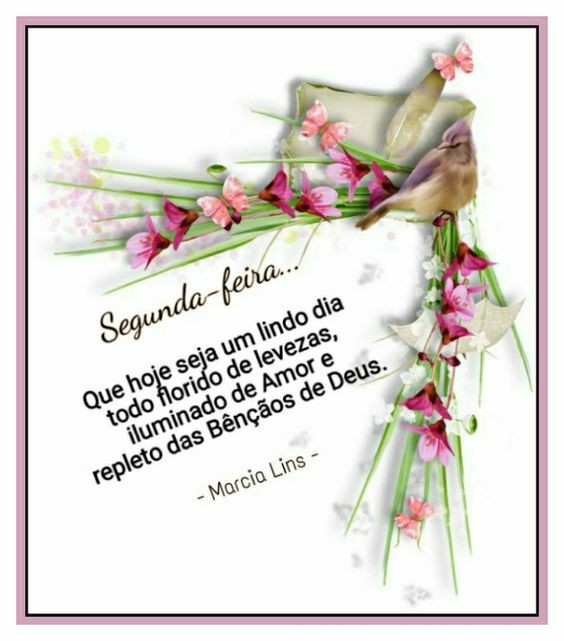 Segunda-feira...
Que hoje seja um lindo dia
todo florido de levezas,
iluminado de Amor e
repleto das Bênçãos de Deus.
- Marcia Lins -